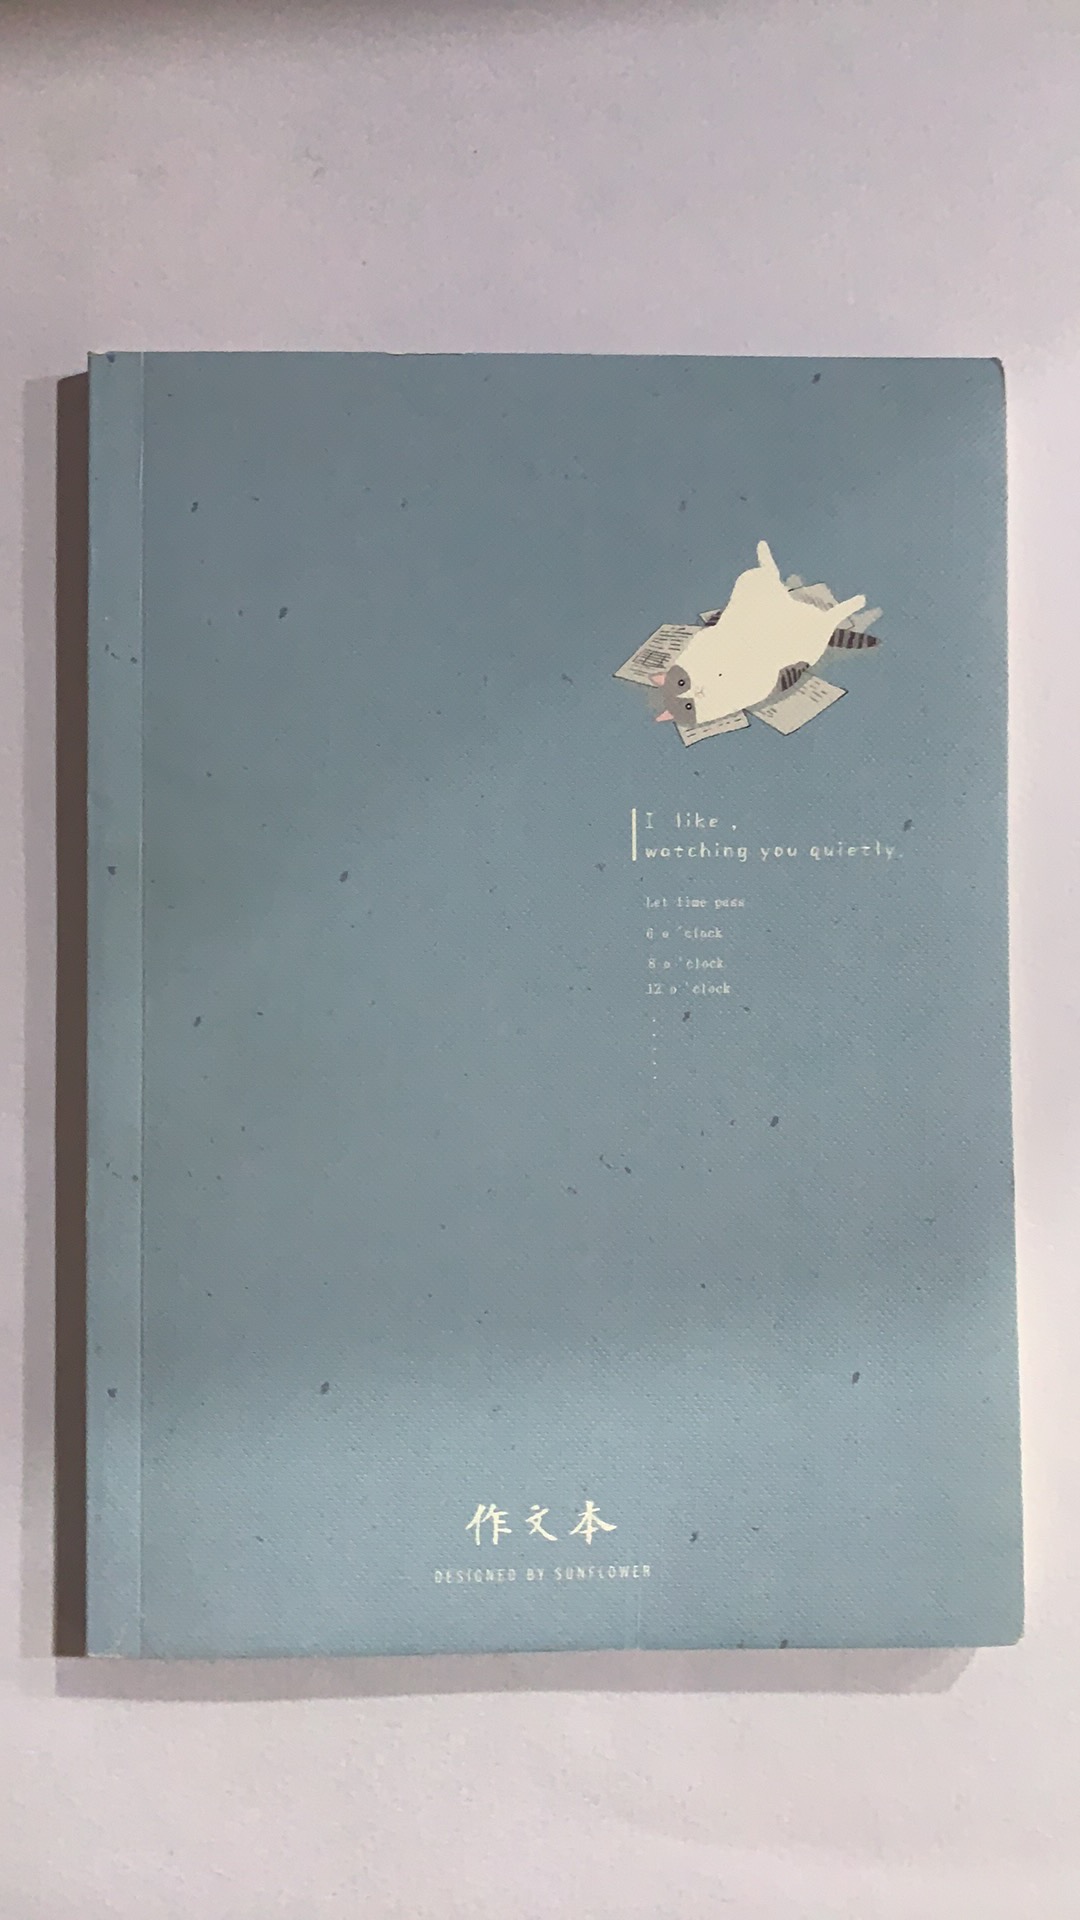 I like ,
watching you quietly.
Let time pass
6 o 'clock
8 o 'clock
12 o 'clock
作文本
DESIGNED BY SUNFLOWER